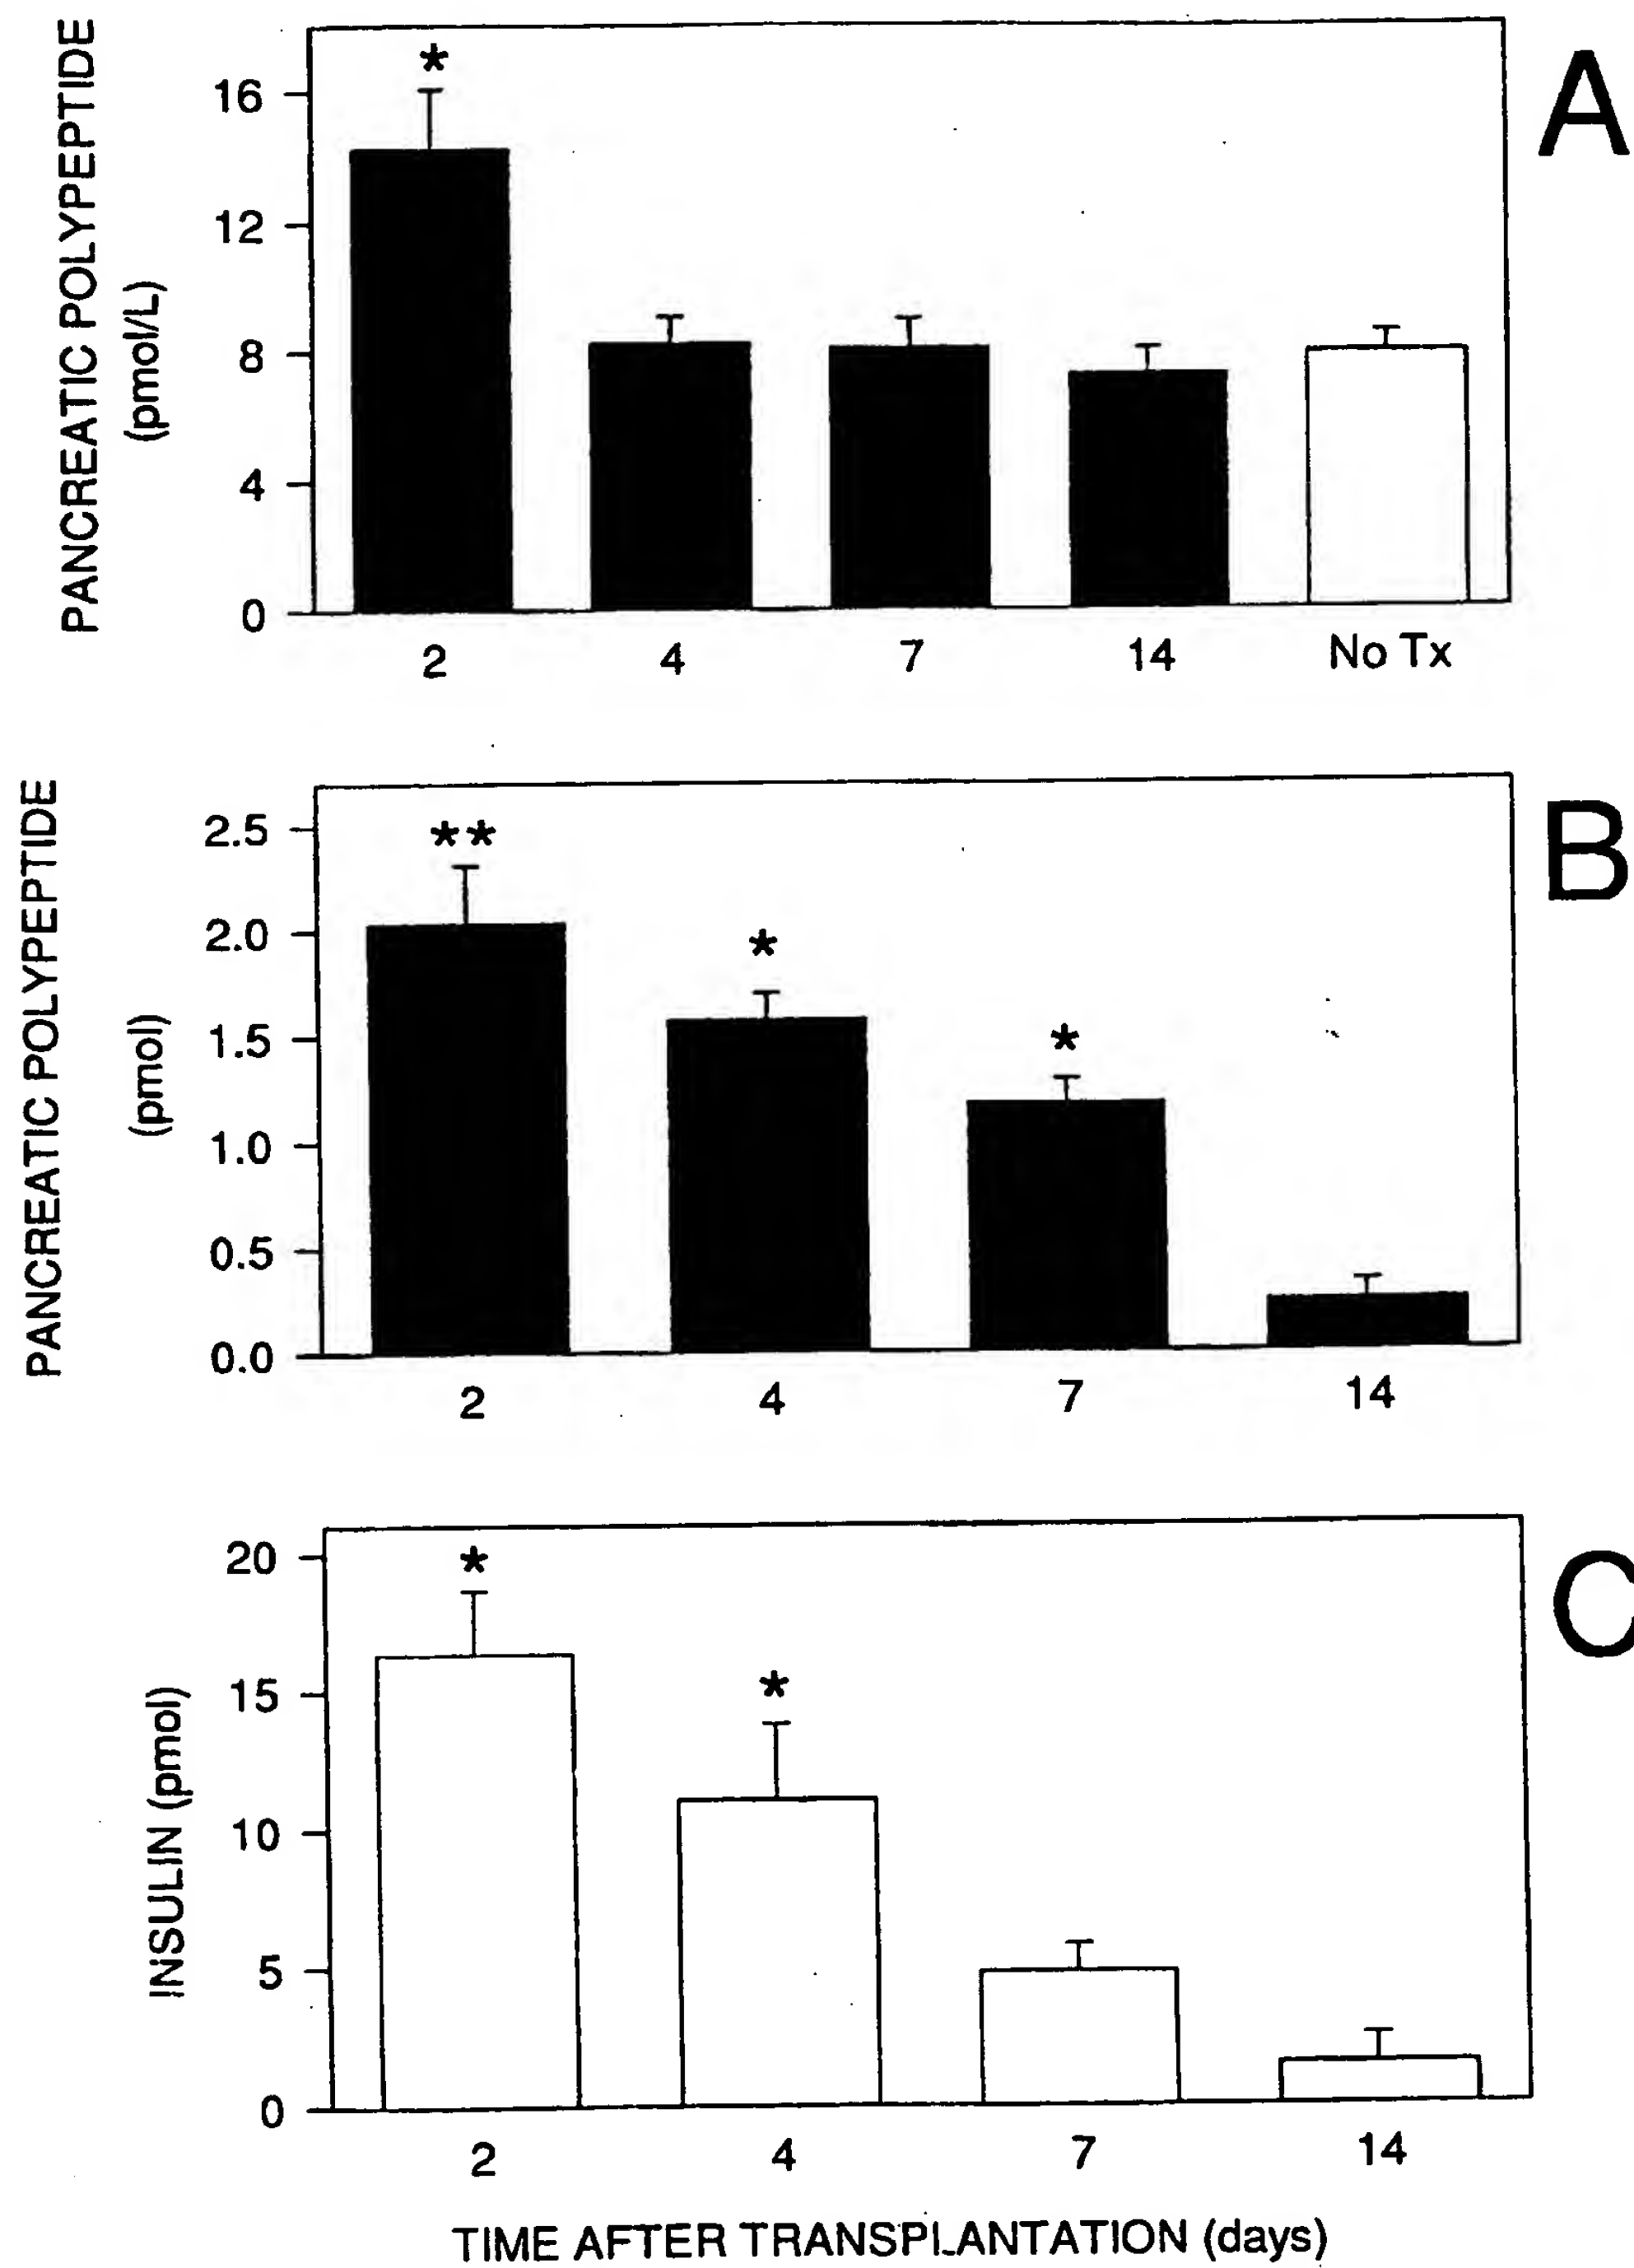 PANCREATIC POLYPEPTIDE
(pmol/L)
A
*
16
12
8
4
0
2 4 7 14 No Tx
PANCREATIC POLYPEPTIDE
(pmol)
B
**
*
*
2.5
2.0
1.5
1.0
0.5
0.0
2 4 7 14
INSULIN (pmol)
C
*
*
20
15
10
5
0
2 4 7 14
TIME AFTER TRANSPLANTATION (days)